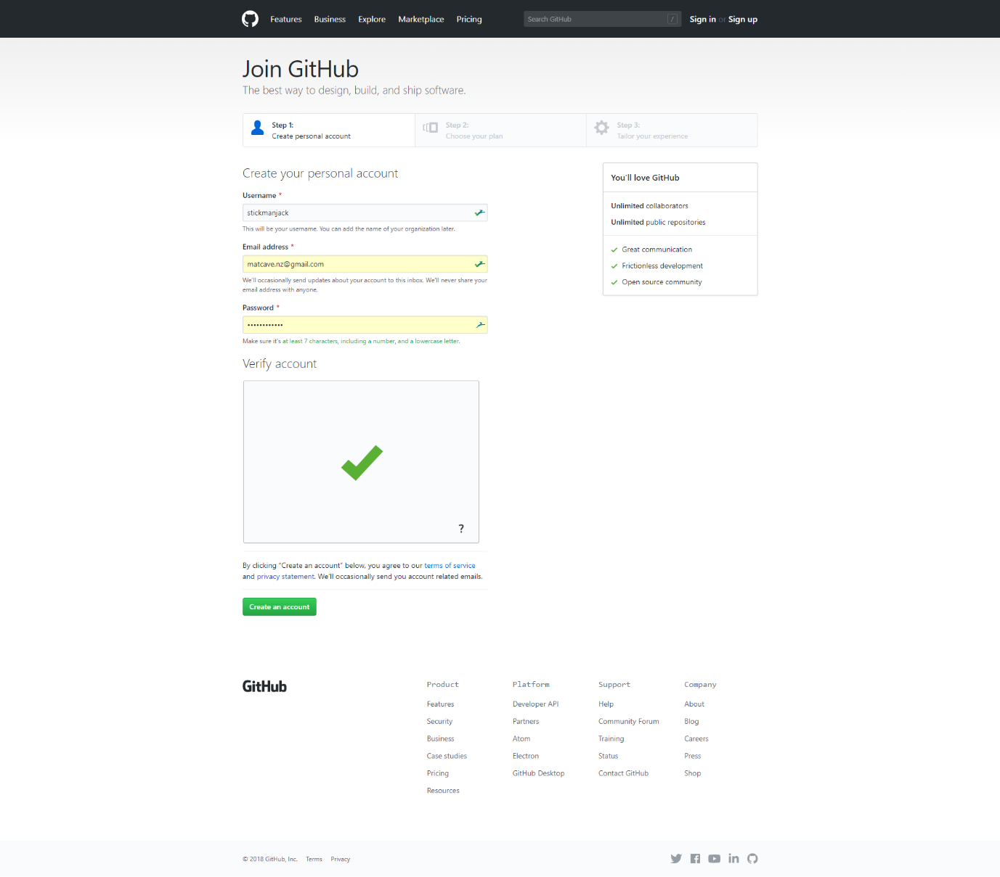 Features Business Explore Marketplace Pricing Search GitHub / Sign in or Sign up
Join GitHub
The best way to design, build, and ship software.
Step 1:
Create personal account
Step 2:
Choose your plan
Step 3:
Tailor your experience
Create your personal account
Username *
stickmanjack
This will be your username. You can add the name of your organization later.
Email address *
matcave.nz@gmail.com
We'll occasionally send updates about your account to this inbox. We'll never share your
email address with anyone.
Password *
••••••••••••
Make sure it's at least 7 characters, including a number, and a lowercase letter.
Verify account
?
By clicking “Create an account” below, you agree to our terms of service
and privacy statement. We'll occasionally send you account related emails.
Create an account
You'll love GitHub
Unlimited collaborators
Unlimited public repositories
Great communication
Frictionless development
Open source community
GitHub
Product
Features
Security
Business
Case studies
Pricing
Resources
Platform
Developer API
Partners
Atom
Electron
GitHub Desktop
Support
Help
Community Forum
Training
Status
Contact GitHub
Company
About
Blog
Careers
Press
Shop
© 2018 GitHub, Inc. Terms Privacy